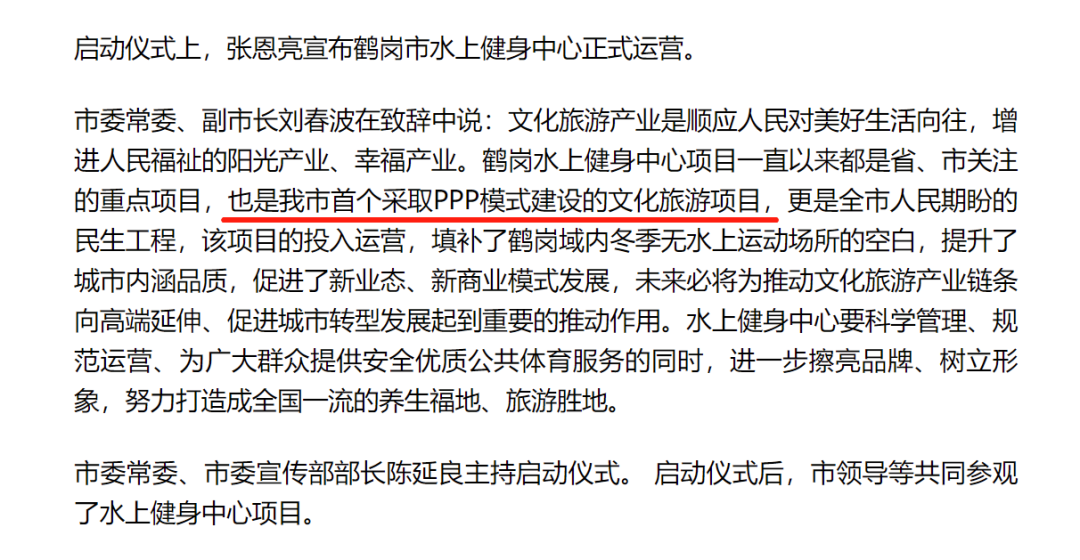 启动仪式上，张恩亮宣布鹤岗市水上健身中心正式运营。
市委常委、副市长刘春波在致辞中说：文化旅游产业是顺应人民对美好生活向往，增
进人民福祉的阳光产业、幸福产业。鹤岗水上健身中心项目一直以来都是省、市关注
的重点项目，也是我市首个采取PPP模式建设的文化旅游项目，更是全市人民期盼的
民生工程，该项目的投入运营，填补了鹤岗域内冬季无水上运动场所的空白，提升了
城市内涵品质，促进了新业态、新商业模式发展，未来必将为推动文化旅游产业链条
向高端延伸、促进城市转型发展起到重要的推动作用。水上健身中心要科学管理、规
范运营、为广大群众提供安全优质公共体育服务的同时，进一步擦亮品牌、树立形
象，努力打造成全国一流的养生福地、旅游胜地。
市委常委、市委宣传部部长陈延良主持启动仪式。 启动仪式后，市领导等共同参观
了水上健身中心项目。